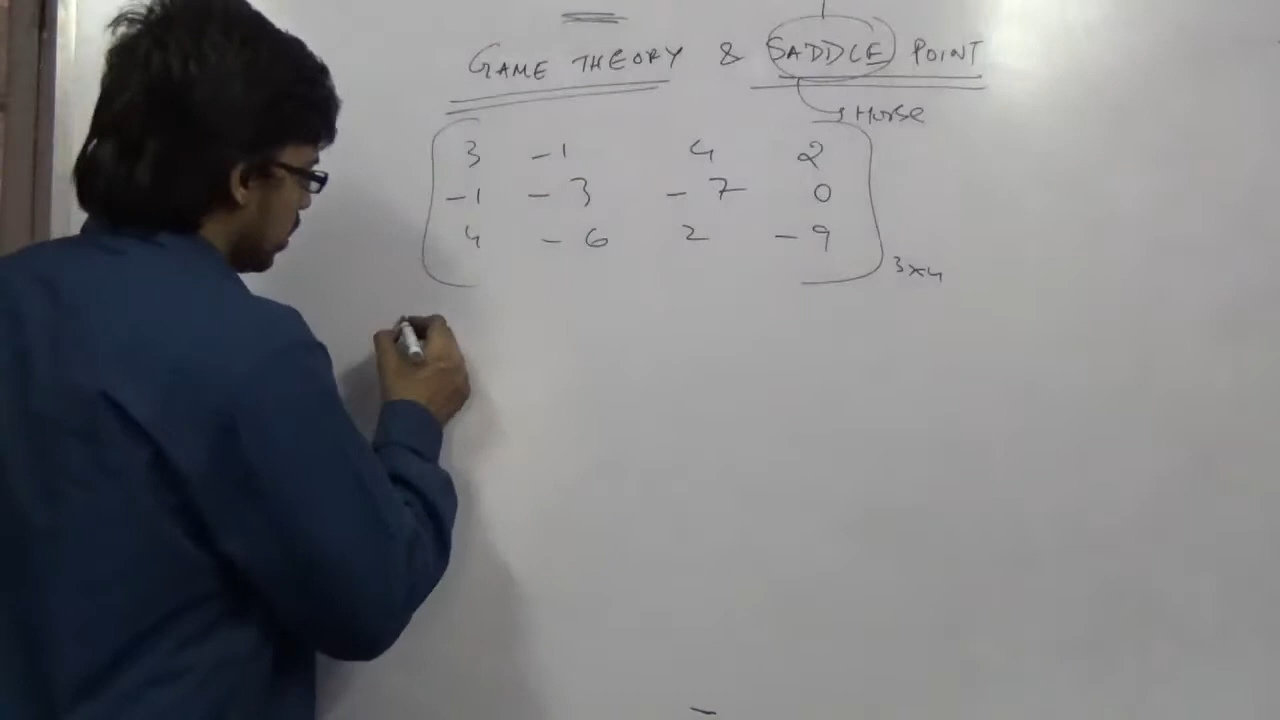 GAME THEORY & SADDLE POINT
Horse
3 -1 4 2
-1 -3 -7 0
4 -6 2 -9
3x4